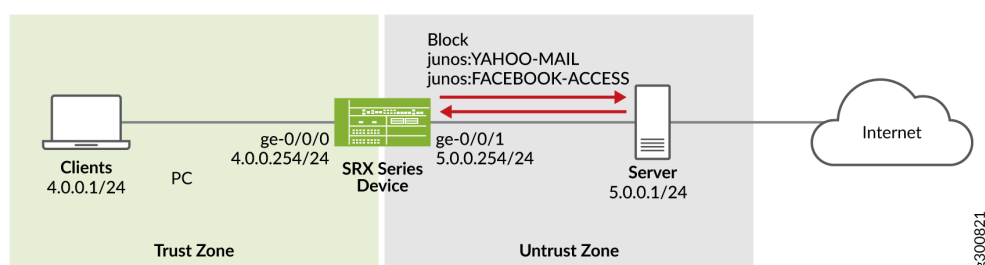 Block
junos:YAHOO-MAIL
junos:FACEBOOK-ACCESS
Internet
ge-0/0/0
4.0.0.254/24
ge-0/0/1
5.0.0.254/24
Clients
4.0.0.1/24
PC
SRX Series
Device
Server
5.0.0.1/24
Trust Zone
Untrust Zone
g300821